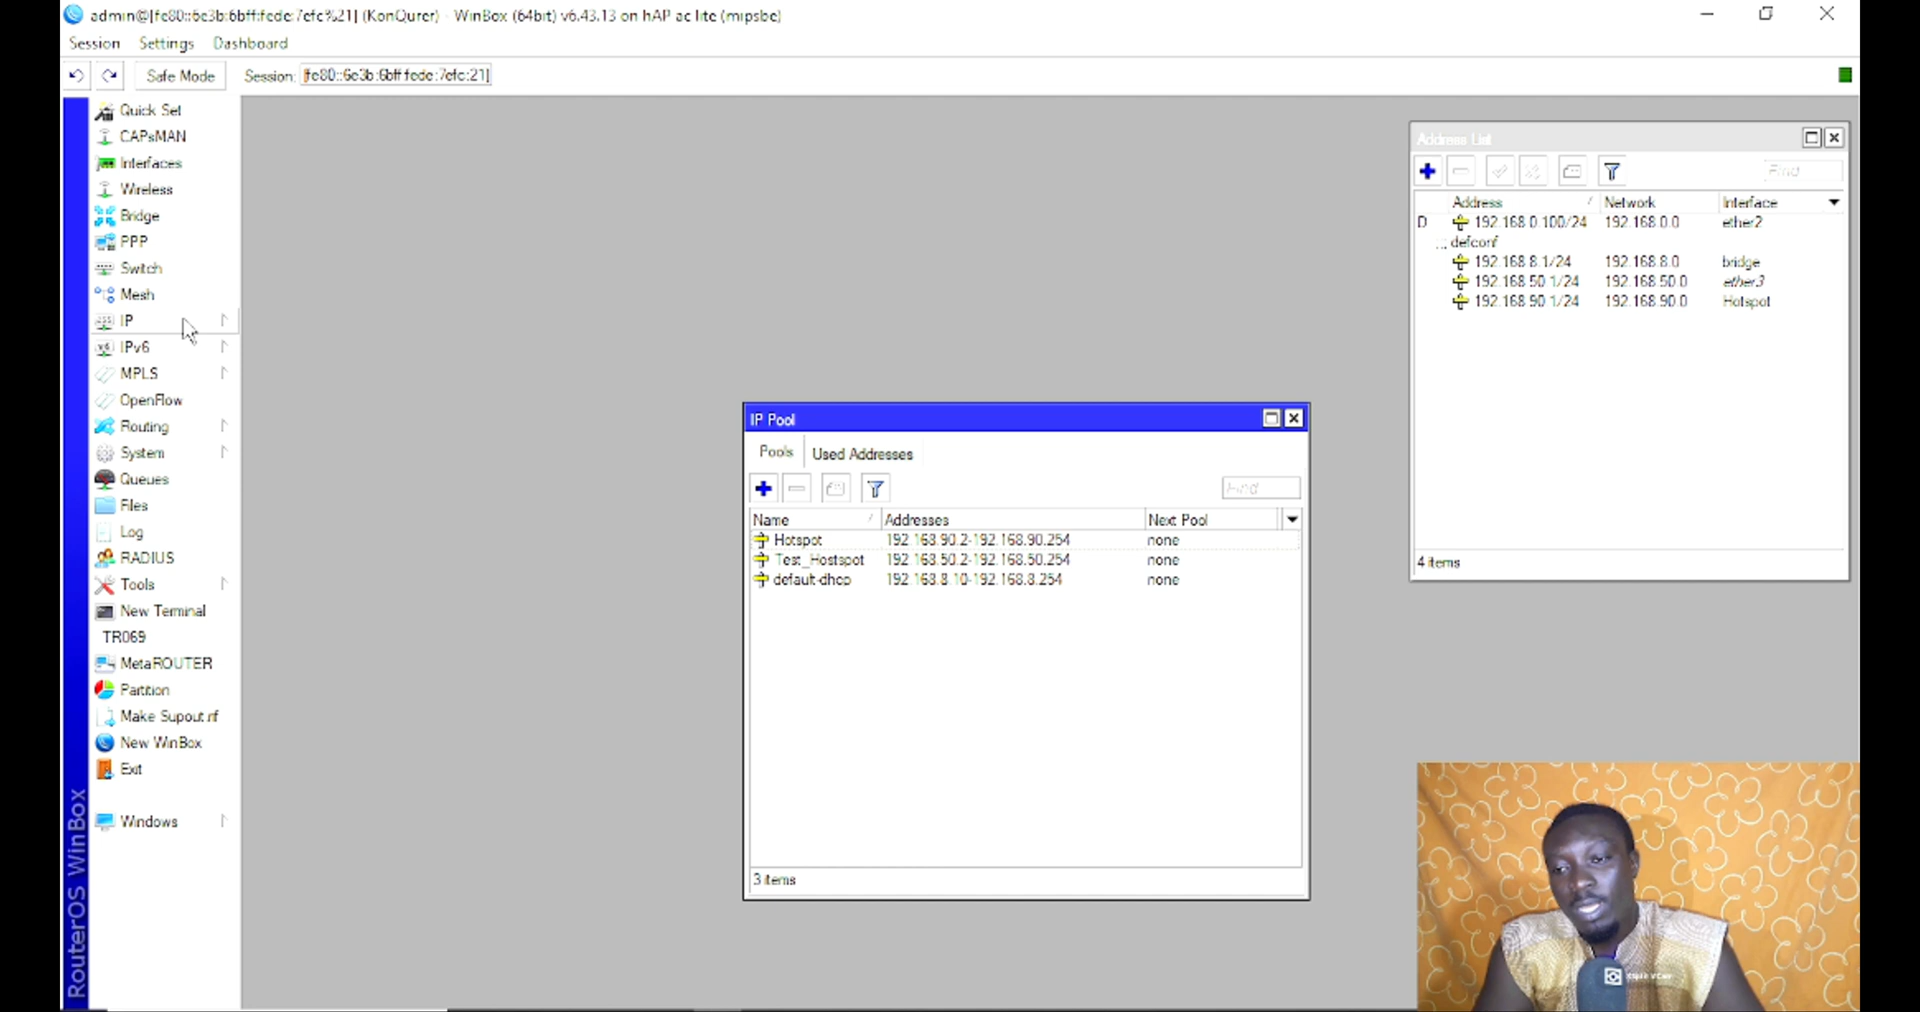 admin@[fe80::6e3b:6bff:fede:7efc%21] (KonQurer) - WinBox (64bit) v6.43.13 on hAP ac lite (mipsbe)
Session Settings Dashboard
Safe Mode Session: [fe80::6e3b:6bff:fede:7efc:21]
Quick Set
CAPsMAN
Interfaces
Wireless
Bridge
PPP
Switch
Mesh
IP
IPv6
MPLS
OpenFlow
Routing
System
Queues
Files
Log
RADIUS
Tools
New Terminal
TR069
MetaROUTER
Partition
Make Supout.rif
New WinBox
Exit
Windows
RouterOS WinBox
Address List
Find
Address Network Interface
D 192.168.0.100/24 192.168.0.0 ether2
... defconf
192.168.8.1/24 192.168.8.0 bridge
192.168.50.1/24 192.168.50.0 ether3
192.168.90.1/24 192.168.90.0 Hotspot
4 items
IP Pool
Pools Used Addresses
Find
Name Addresses Next Pool
Hotspot 192.168.90.2-192.168.90.254 none
Test_Hostspot 192.168.50.2-192.168.50.254 none
default-dhcp 192.168.8.10-192.168.8.254 none
3 items